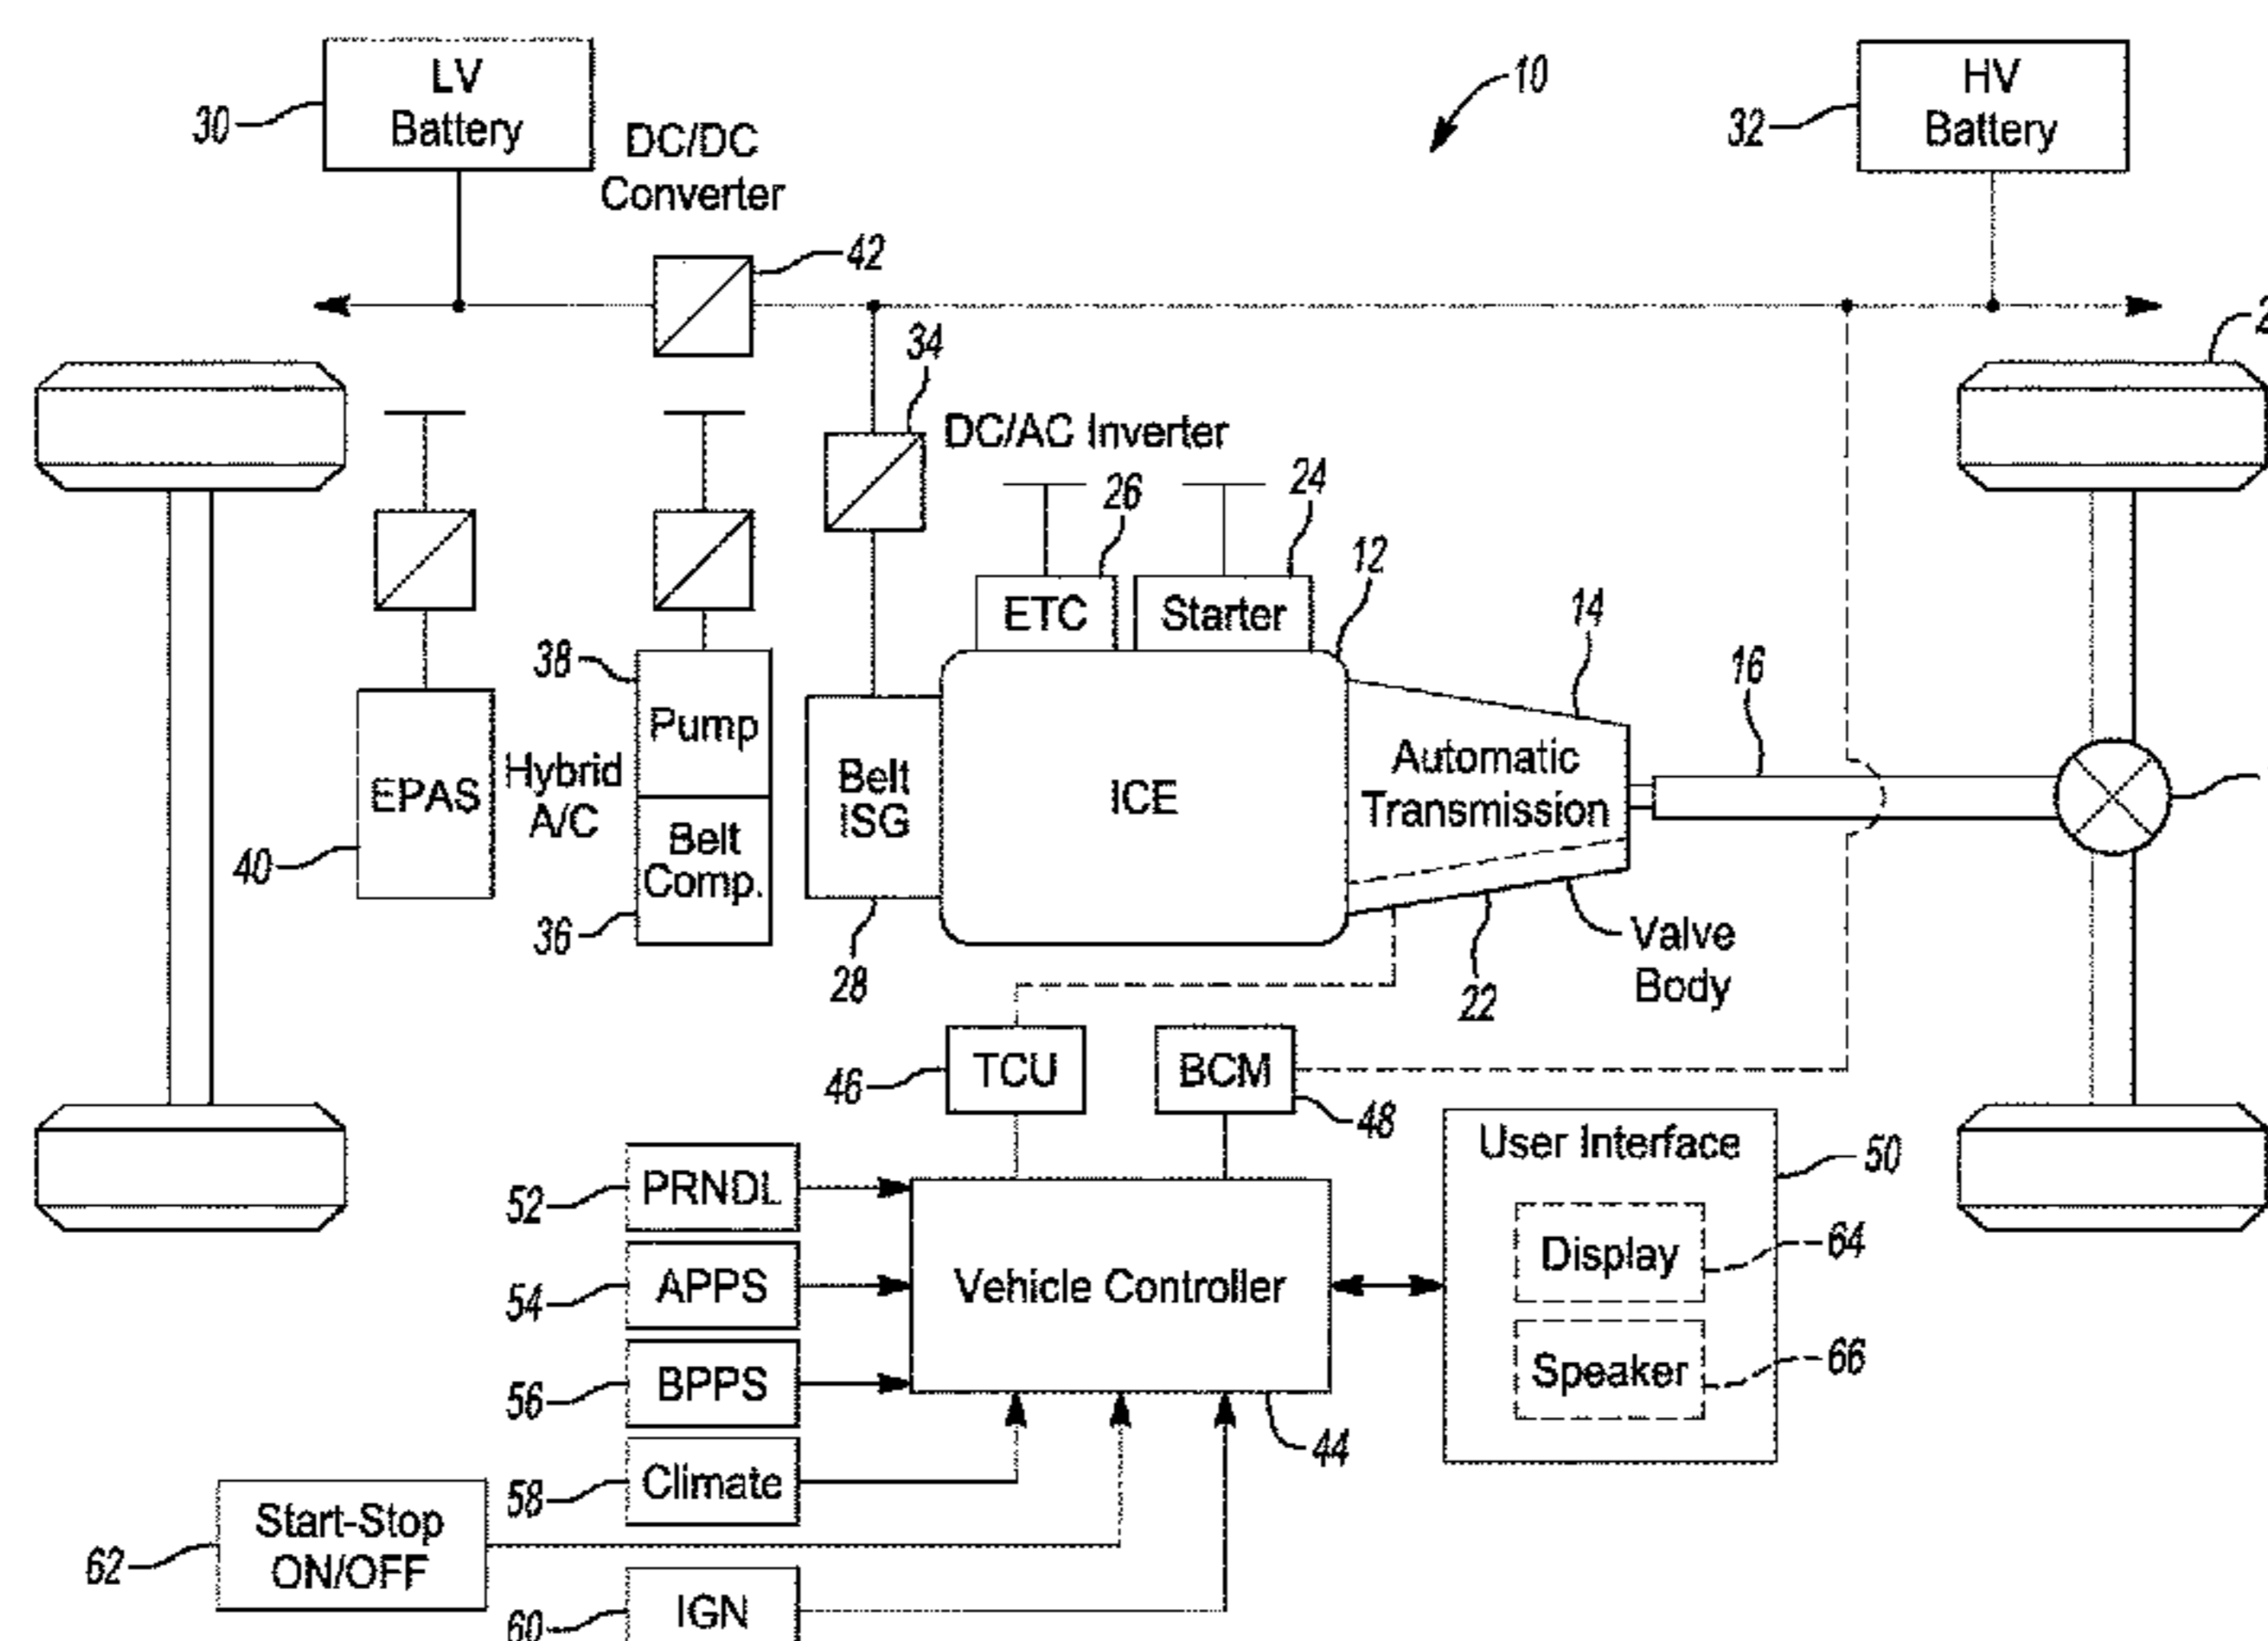 LV
Battery
30
DC/DC
Converter
10
HV
Battery
32
42
34
DC/AC Inverter
26
24
12
ETC
Starter
14
38
16
Pump
Belt
ISG
ICE
Automatic
Transmission
EPAS
Hybrid
A/C
40
Belt
Comp.
36
28
22
Valve
Body
46
TCU
BCM
48
User Interface
50
52
PRNDL
Display
64
54
APPS
Vehicle Controller
Speaker
66
56
BPPS
44
58
Climate
Start-Stop
ON/OFF
62
60
IGN